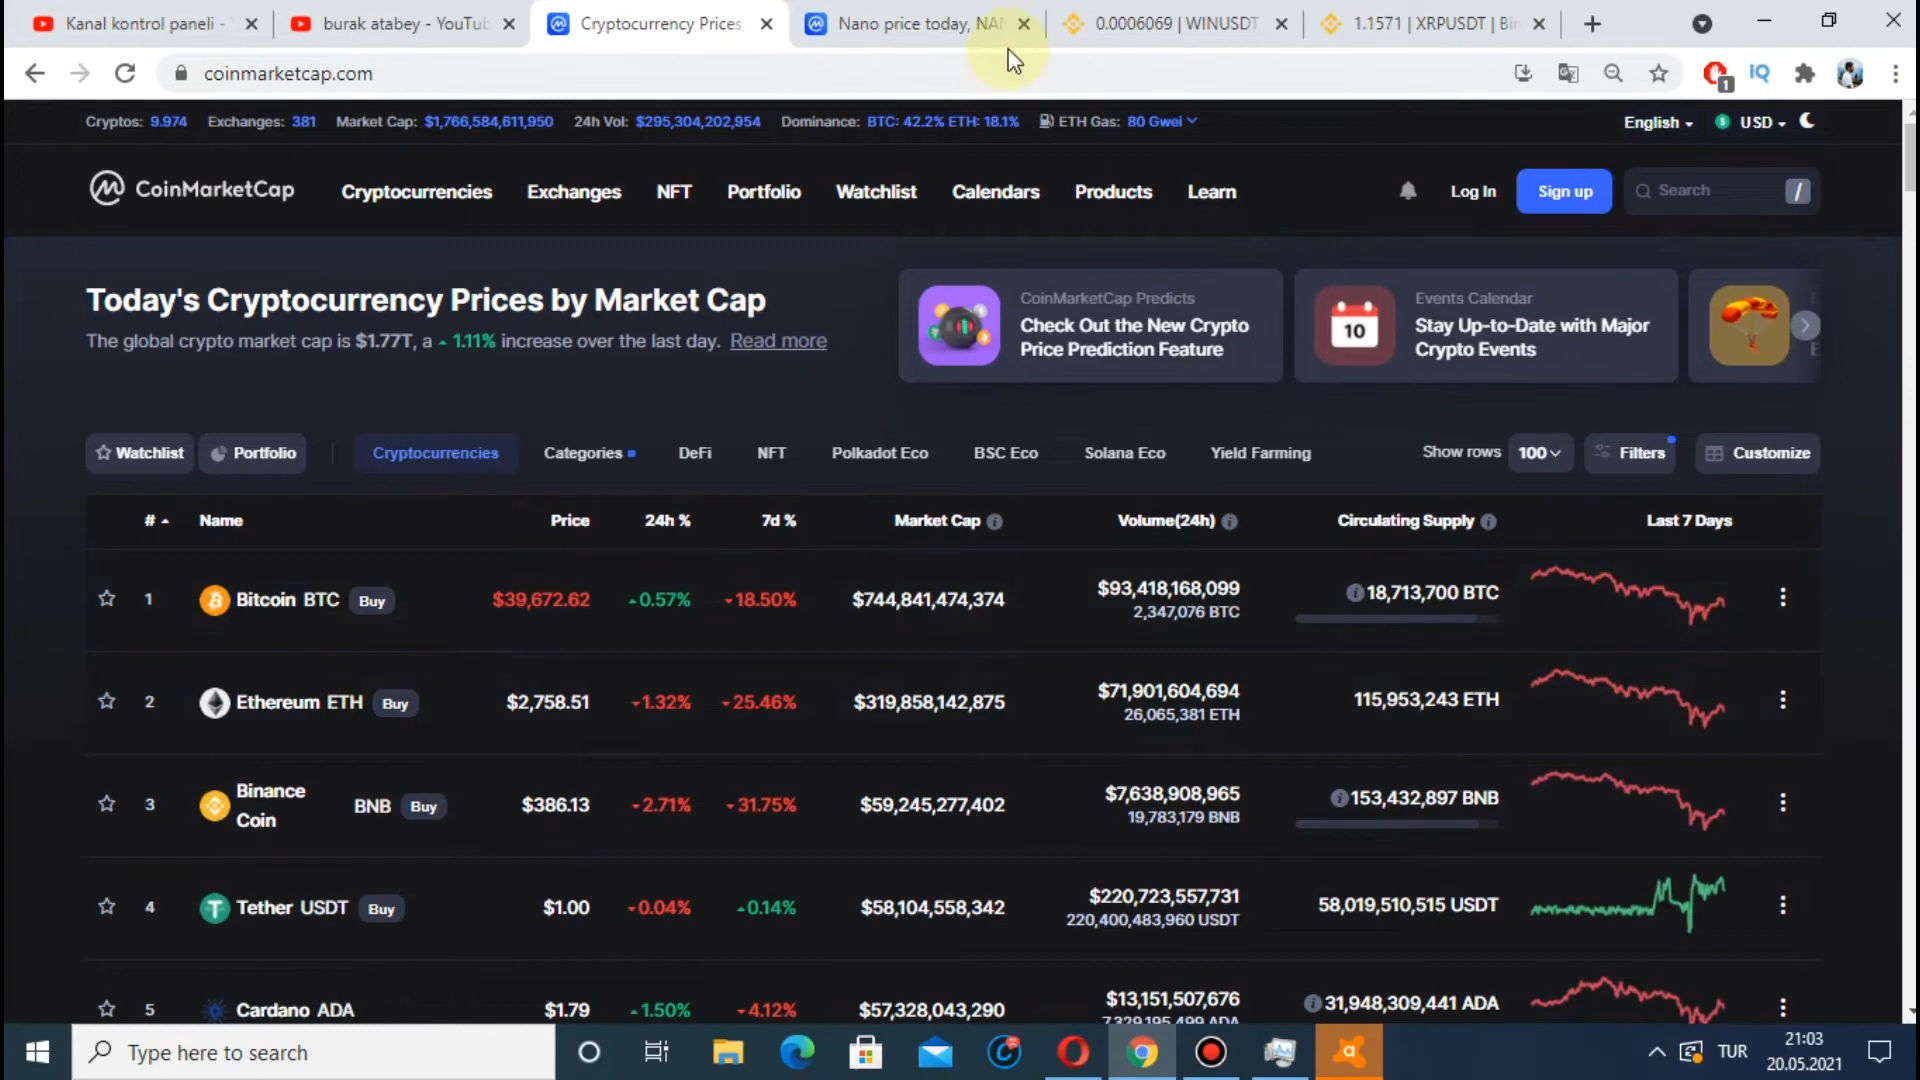 Kanal kontrol paneli -
burak atabey - YouTub
Cryptocurrency Prices,
Nano price today, NAN
0.0006069 | WINUSDT
1.1571 | XRPUSDT | Bin
coinmarketcap.com
1
IQ
Cryptos: 9.974 Exchanges: 381 Market Cap: $1,766,584,611,950 24h Vol: $295,304,202,954 Dominance: BTC: 42.2% ETH: 18.1% ETH Gas: 80 Gwei
English USD
CoinMarketCap
Cryptocurrencies Exchanges NFT Portfolio Watchlist Calendars Products Learn
Log In Sign up Search /
Today's Cryptocurrency Prices by Market Cap
The global crypto market cap is $1.77T, a 1.11% increase over the last day. Read more
CoinMarketCap Predicts
Check Out the New Crypto
Price Prediction Feature
10
Events Calendar
Stay Up-to-Date with Major
Crypto Events
Watchlist Portfolio Cryptocurrencies Categories DeFi NFT Polkadot Eco BSC Eco Solana Eco Yield Farming
Show rows 100 Filters Customize
# Name Price 24h % 7d % Market Cap Volume(24h) Circulating Supply Last 7 Days
1 Bitcoin BTC Buy $39,672.62 0.57% 18.50% $744,841,474,374 $93,418,168,099 18,713,700 BTC
2,347,076 BTC
2 Ethereum ETH Buy $2,758.51 1.32% 25.46% $319,858,142,875 $71,901,604,694 115,953,243 ETH
26,065,381 ETH
3 Binance
Coin BNB Buy $386.13 2.71% 31.75% $59,245,277,402 $7,638,908,965 153,432,897 BNB
19,783,179 BNB
4 Tether USDT Buy $1.00 0.04% 0.14% $58,104,558,342 $220,723,557,731 58,019,510,515 USDT
220,400,483,960 USDT
5 Cardano ADA $1.79 1.50% 4.12% $57,328,043,290 $13,151,507,676 31,948,309,441 ADA
7,329,195,499 ADA
Type here to search
TUR
21:03
20.05.2021